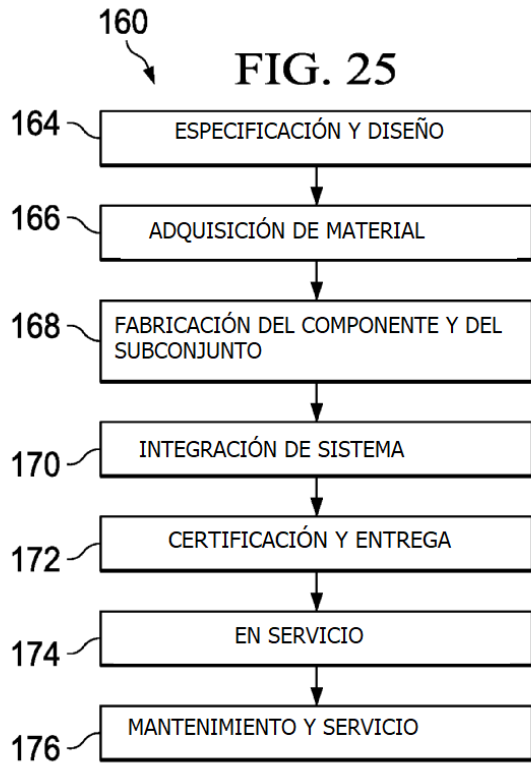 160
FIG. 25
164
ESPECIFICACIÓN Y DISEÑO
166
ADQUISICIÓN DE MATERIAL
168
FABRICACIÓN DEL COMPONENTE Y DEL
SUBCONJUNTO
170
INTEGRACIÓN DE SISTEMA
172
CERTIFICACIÓN Y ENTREGA
174
EN SERVICIO
176
MANTENIMIENTO Y SERVICIO